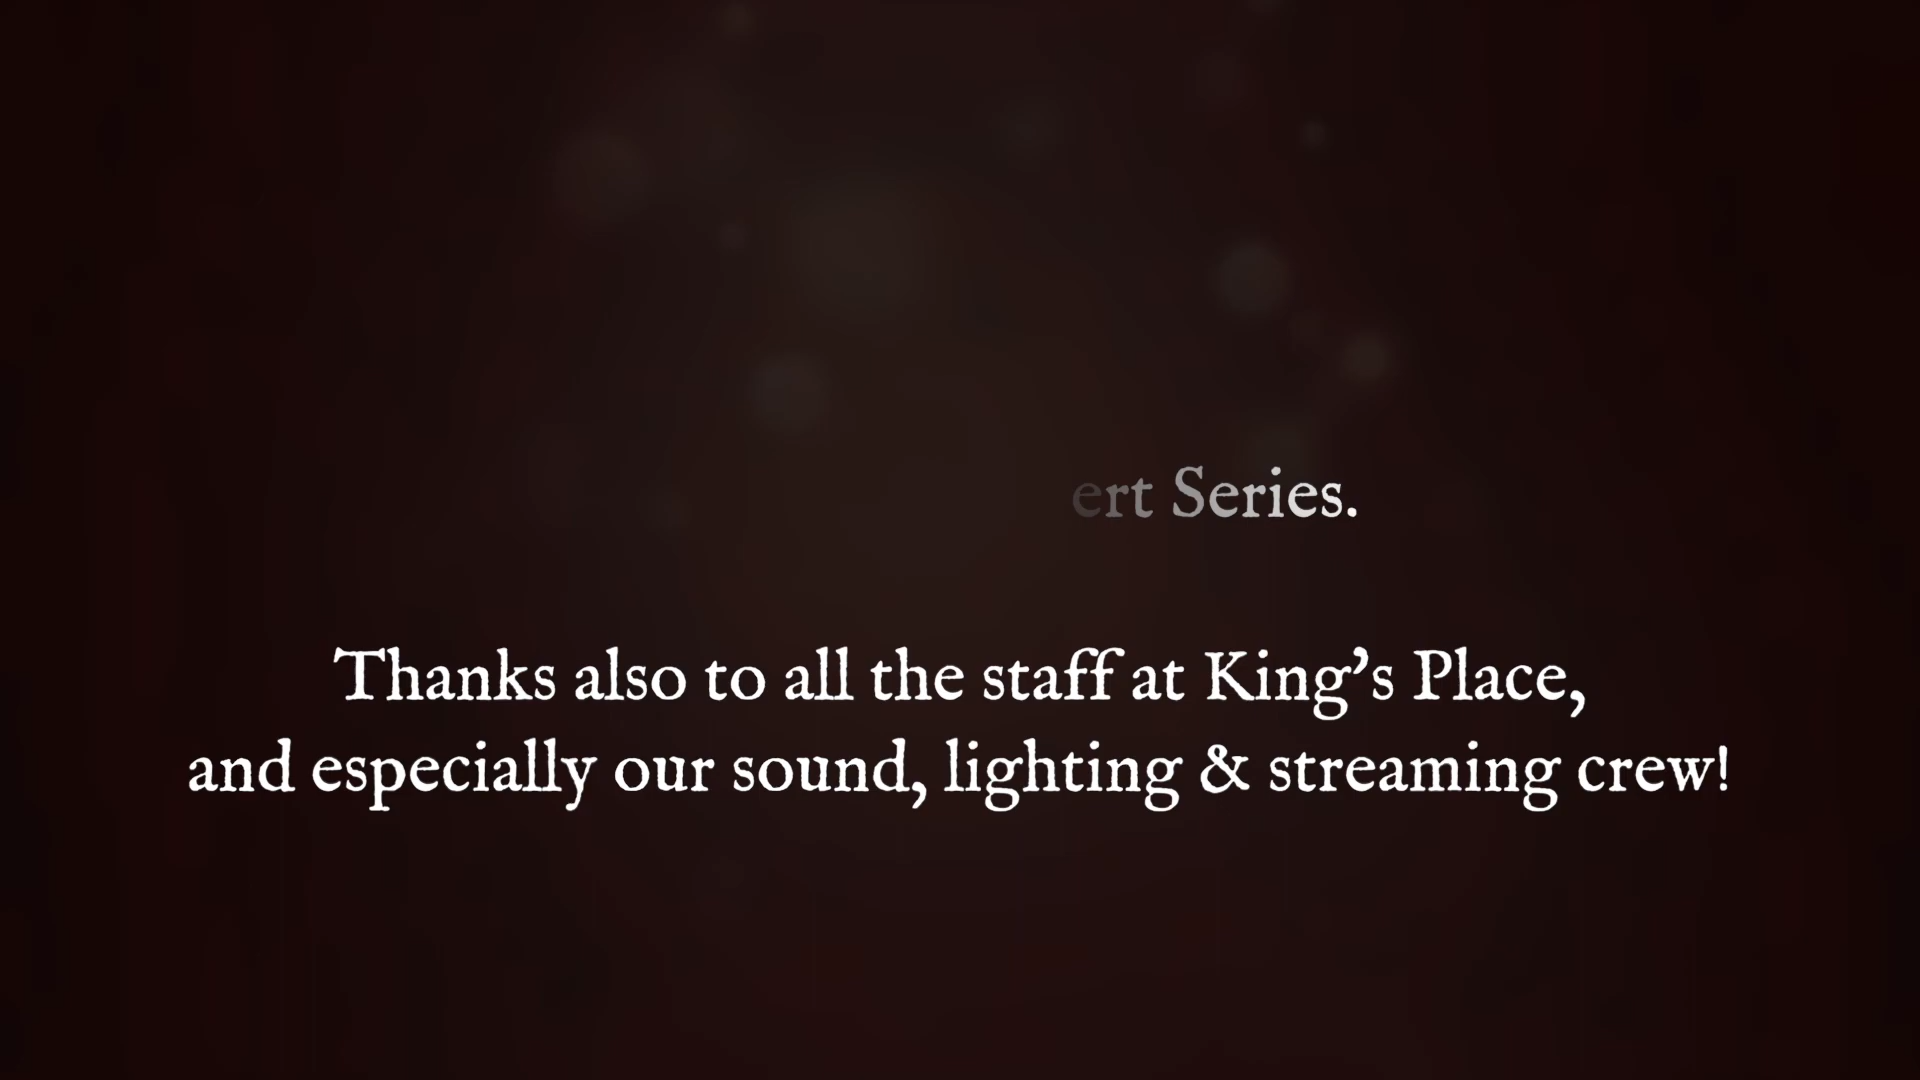 ert Series.
Thanks also to all the staff at King’s Place,
and especially our sound, lighting & streaming crew!